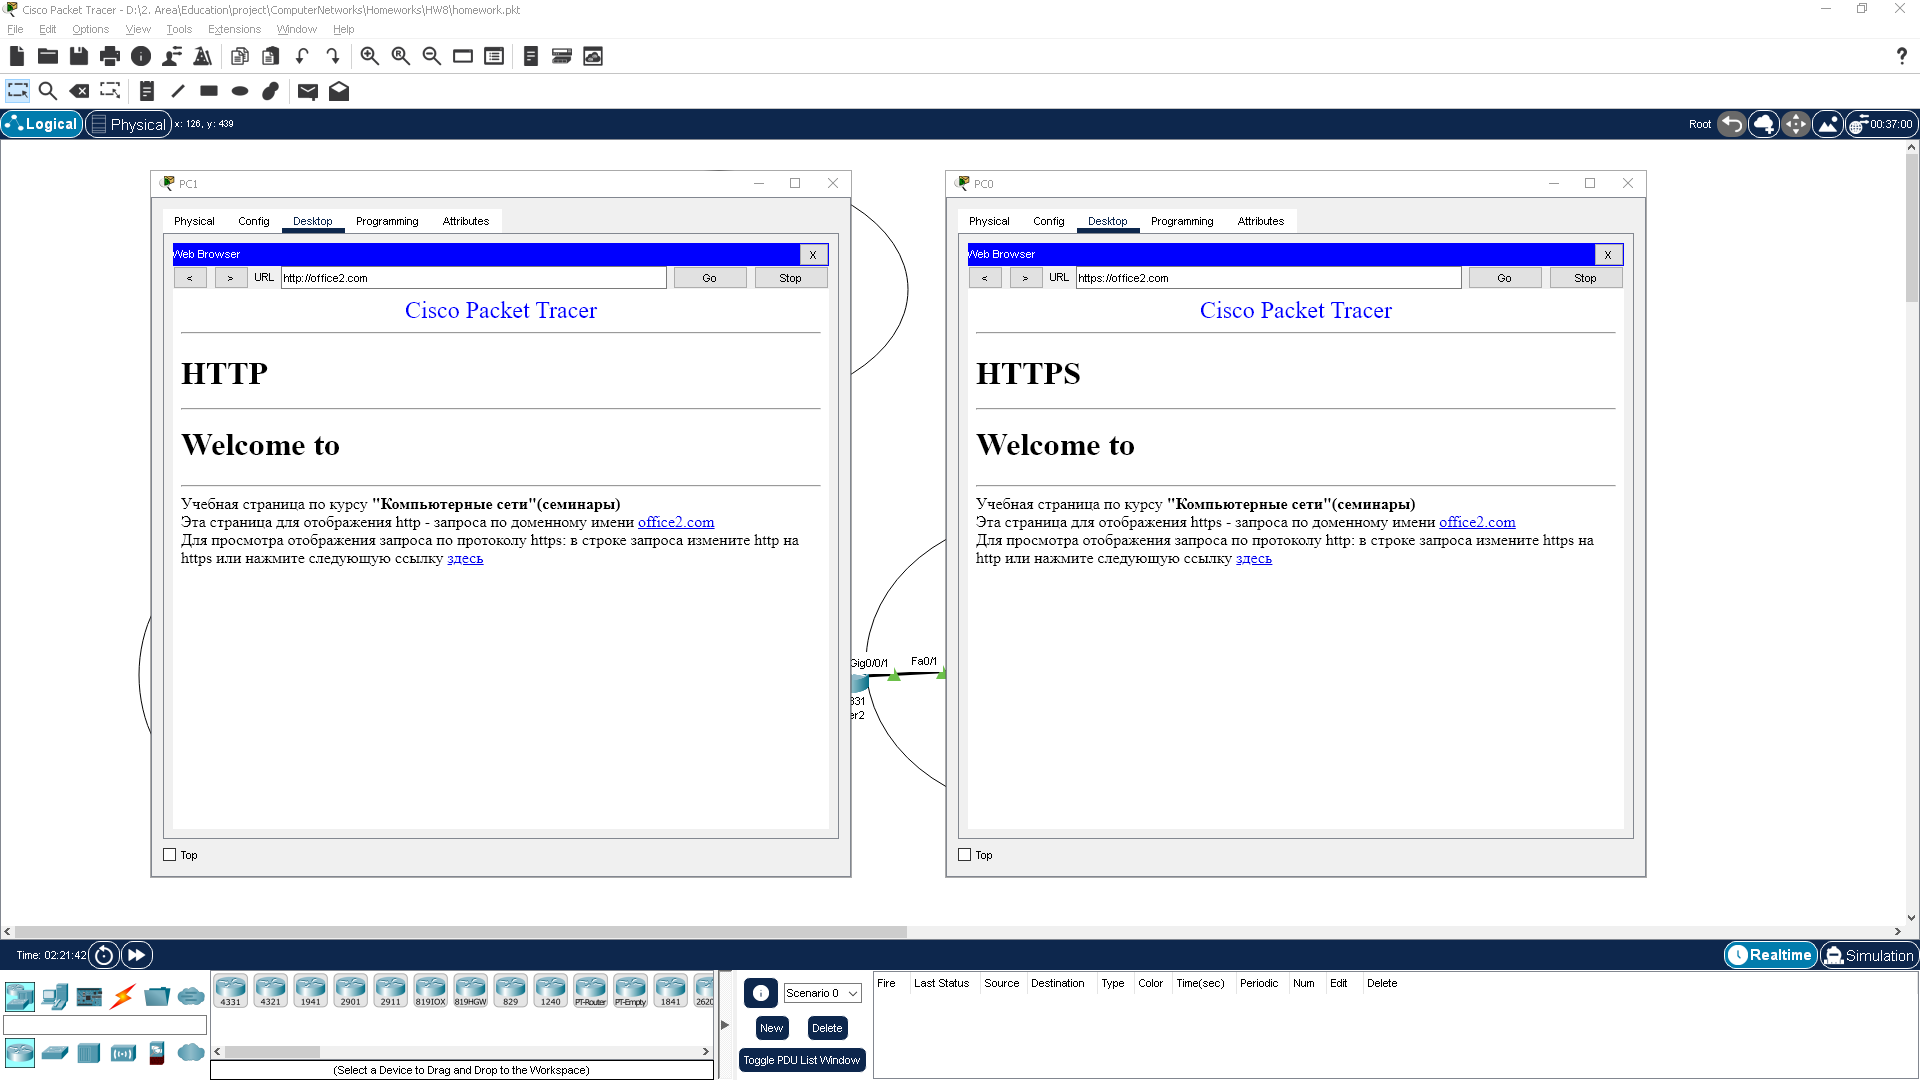 Cisco Packet Tracer - D:\2. Area\Education\project\ComputerNetworks\Homeworks\HW8\homework.pkt
File Edit Options View Tools Extensions Window Help
?
Logical Physical x: 126, y: 439 Root 00:37:00
PC1
Physical Config Desktop Programming Attributes
Web Browser X
< > URL http://office2.com Go Stop
Cisco Packet Tracer
HTTP
Welcome to
Учебная страница по курсу "Компьютерные сети"(семинары)
Эта страница для отображения http - запроса по доменному имени office2.com
Для просмотра отображения запроса по протоколу https: в строке запроса измените http на
https или нажмите следующую ссылку здесь
Top
Gig0/0/1 Fa0/1
331
er2
PC0
Physical Config Desktop Programming Attributes
Web Browser X
< > URL https://office2.com Go Stop
Cisco Packet Tracer
HTTPS
Welcome to
Учебная страница по курсу "Компьютерные сети"(семинары)
Эта страница для отображения https - запроса по доменному имени office2.com
Для просмотра отображения запроса по протоколу http: в строке запроса измените https на
http или нажмите следующую ссылку здесь
Top
Time: 02:21:42 Realtime Simulation
4331 4321 1941 2901 2911 819IOX 819HGW 829 1240 PT-Router PT-Empty 1841 2620
(Select a Device to Drag and Drop to the Workspace)
Scenario 0
New Delete
Toggle PDU List Window
Fire Last Status Source Destination Type Color Time(sec) Periodic Num Edit Delete